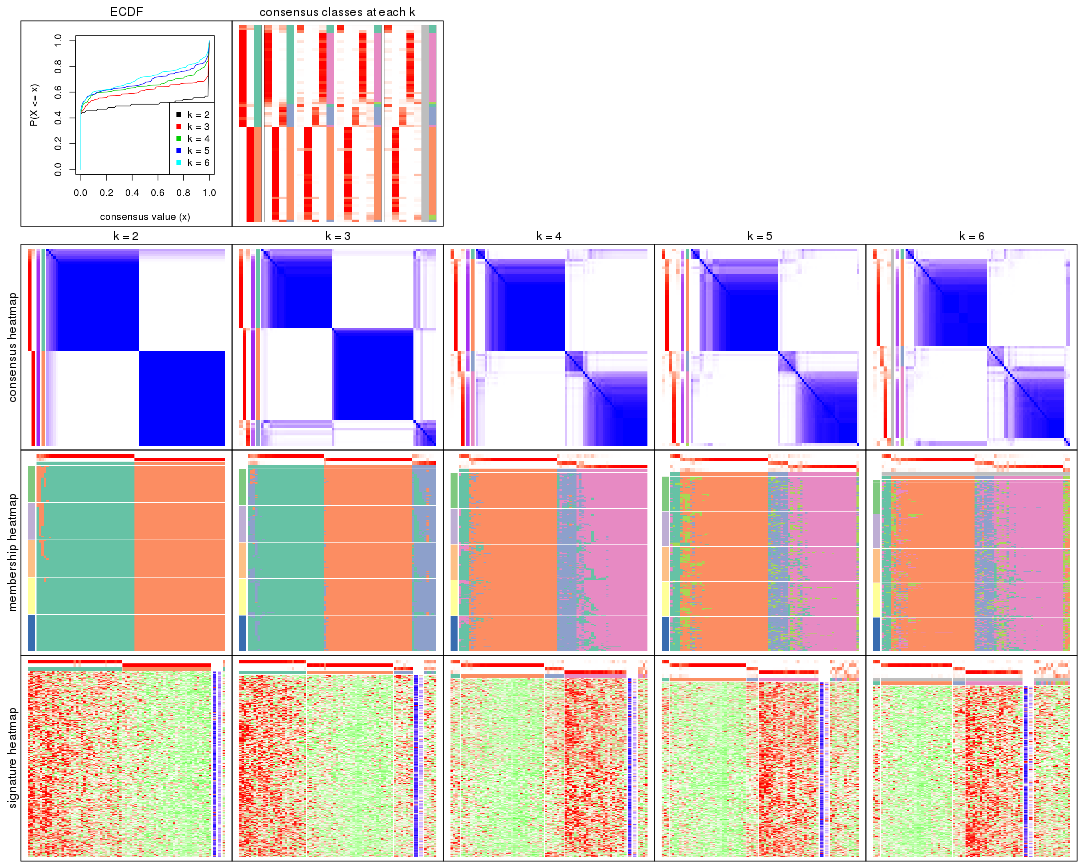 ECDF
consensus classes at each k
P(X <= x)
0.0 0.2 0.4 0.6 0.8 1.0
k = 2
k = 3
k = 4
k = 5
k = 6
0.0 0.2 0.4 0.6 0.8 1.0
consensus value (x)
k = 2 k = 3 k = 4 k = 5 k = 6
consensus heatmap
membership heatmap
signature heatmap